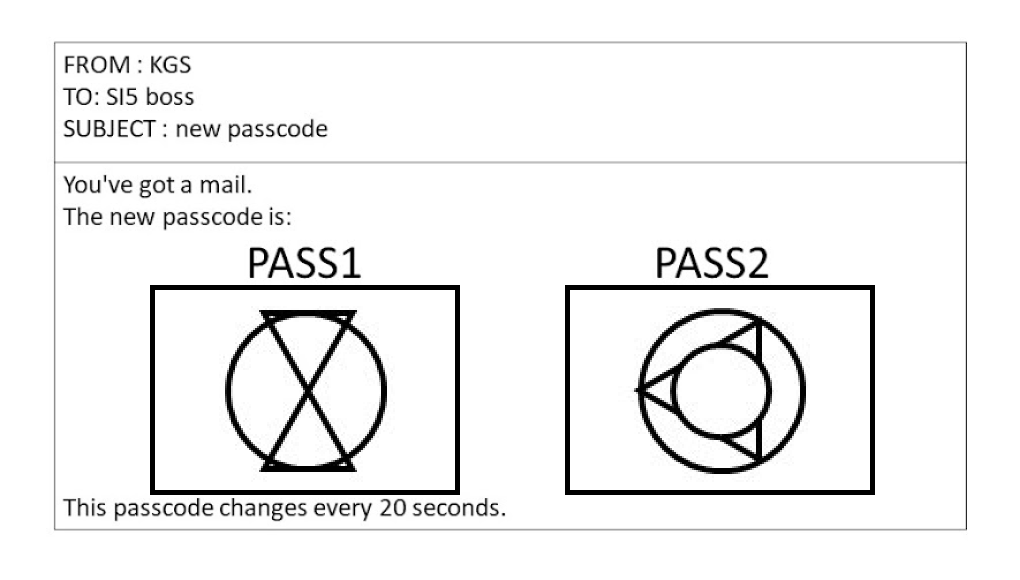 FROM : KGS
TO: SI5 boss
SUBJECT : new passcode
You've got a mail.
The new passcode is:
PASS1
PASS2
This passcode changes every 20 seconds.